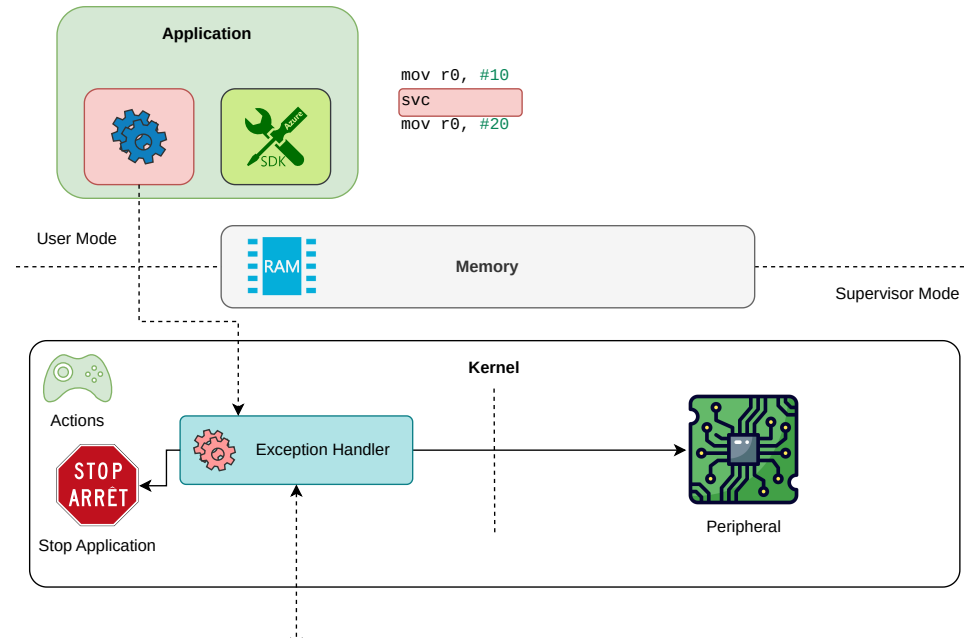 Application
mov r0, #10
svc
mov r0, #20
Azure
SDK
User Mode
RAM
Memory
Supervisor Mode
Kernel
Actions
Exception Handler
STOP
ARRÊT
Stop Application
Peripheral